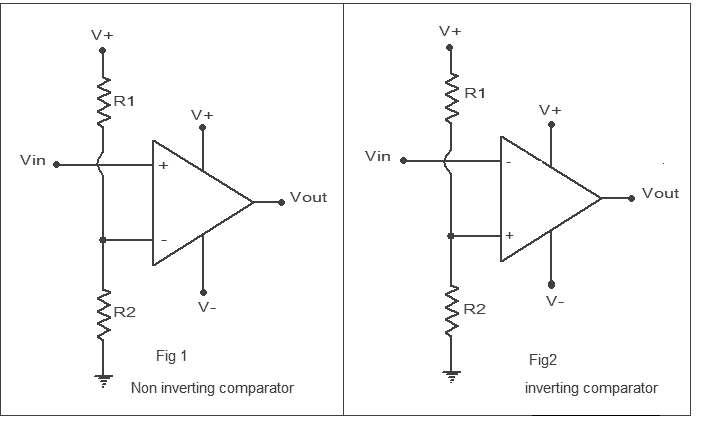 V+
R1
V+
Vin
+
Vout
-
R2
V-
Fig 1
Non inverting comparator
V+
R1
V+
Vin
-
Vout
+
R2
V-
Fig2
inverting comparator